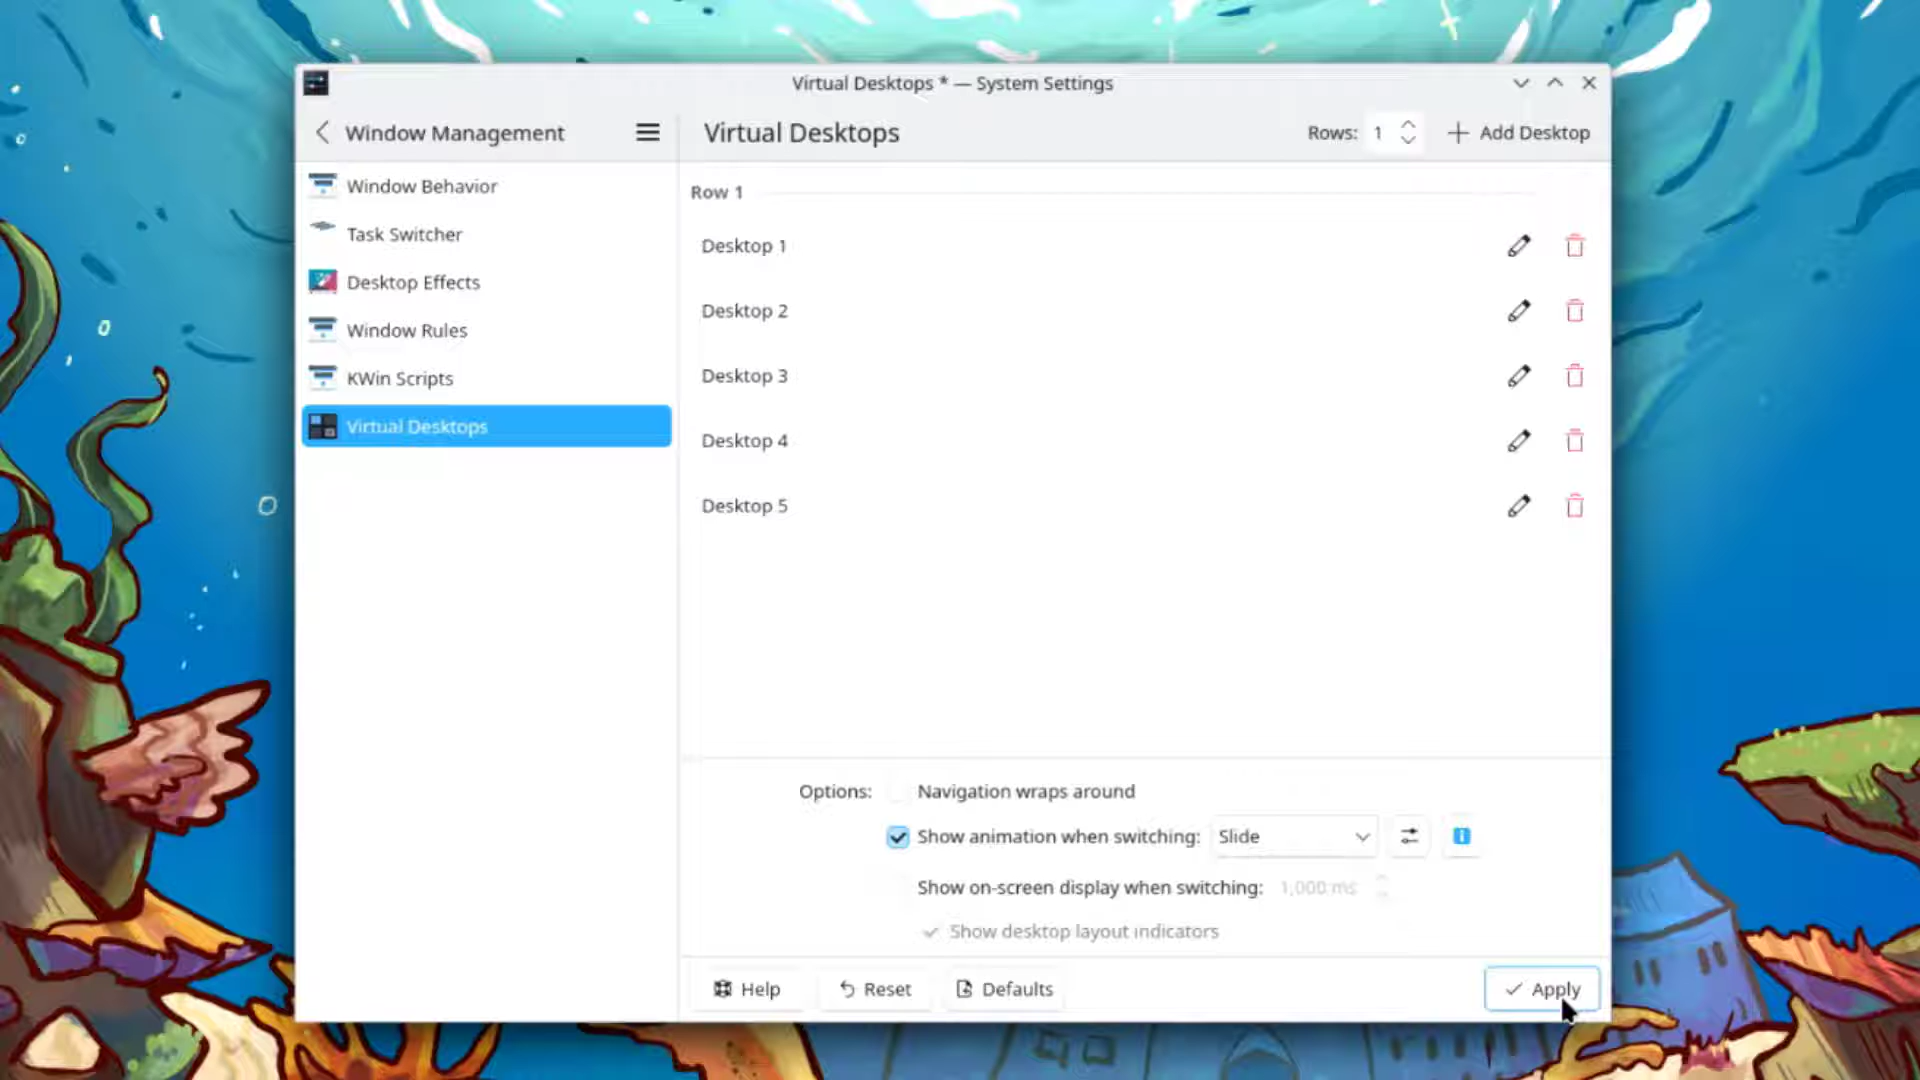 Virtual Desktops * — System Settings
Window Management
Virtual Desktops
Rows: 1
Add Desktop
Window Behavior
Task Switcher
Desktop Effects
Window Rules
KWin Scripts
Virtual Desktops
Row 1
Desktop 1
Desktop 2
Desktop 3
Desktop 4
Desktop 5
Options: Navigation wraps around
Show animation when switching: Slide
Show on-screen display when switching: 1,000 ms
Show desktop layout indicators
Help
Reset
Defaults
Apply